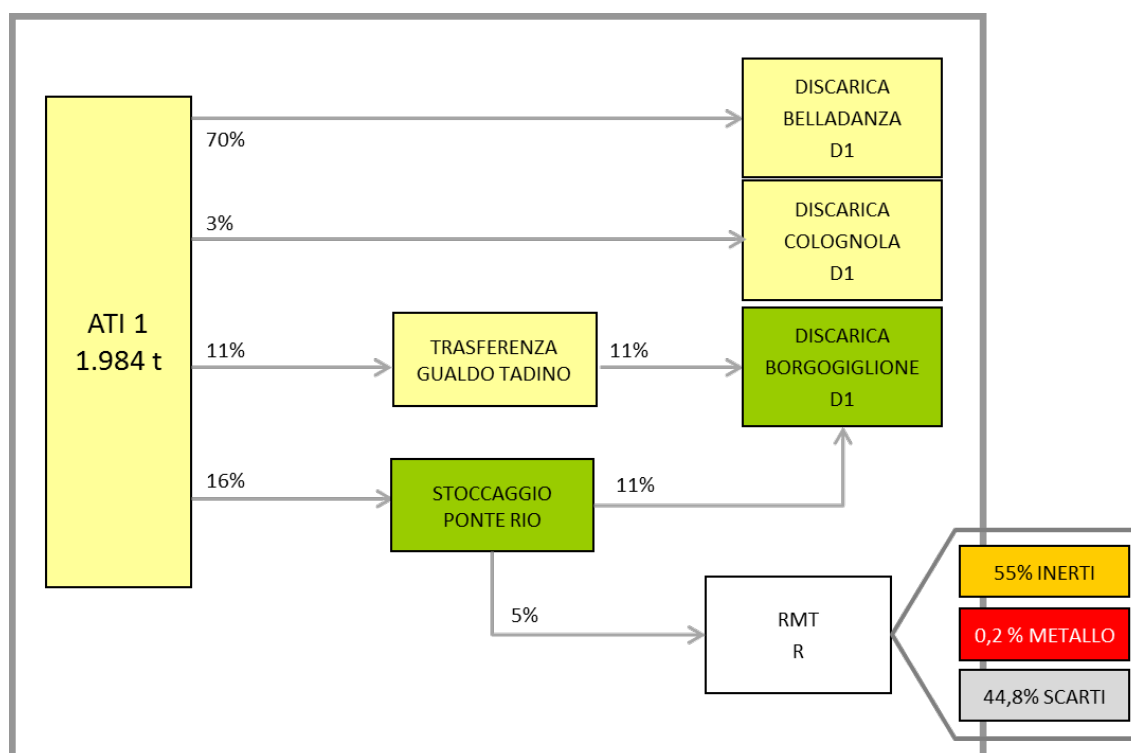 DISCARICA
BELLADANZA
D1
70%
DISCARICA
COLOGNOLA
D1
3%
ATI 1
1.984 t
11%
TRASFERENZA
GUALDO TADINO
11%
DISCARICA
BORGOGIGLIONE
D1
16%
STOCCAGGIO
PONTE RIO
11%
5%
RMT
R
55% INERTI
0,2 % METALLO
44,8% SCARTI